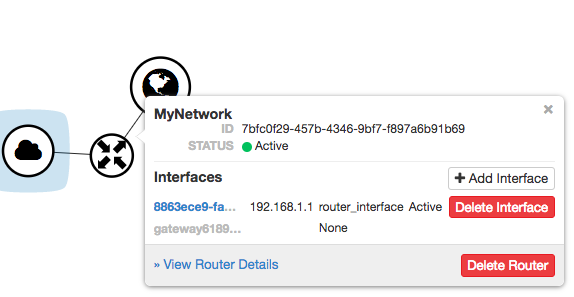 MyNetwork
ID 7bfc0f29-457b-4346-9bf7-f897a6b91b69
STATUS Active
Interfaces
Add Interface
8863ece9-fa... 192.168.1.1 router_interface Active Delete Interface
gateway6189... None
» View Router Details Delete Router